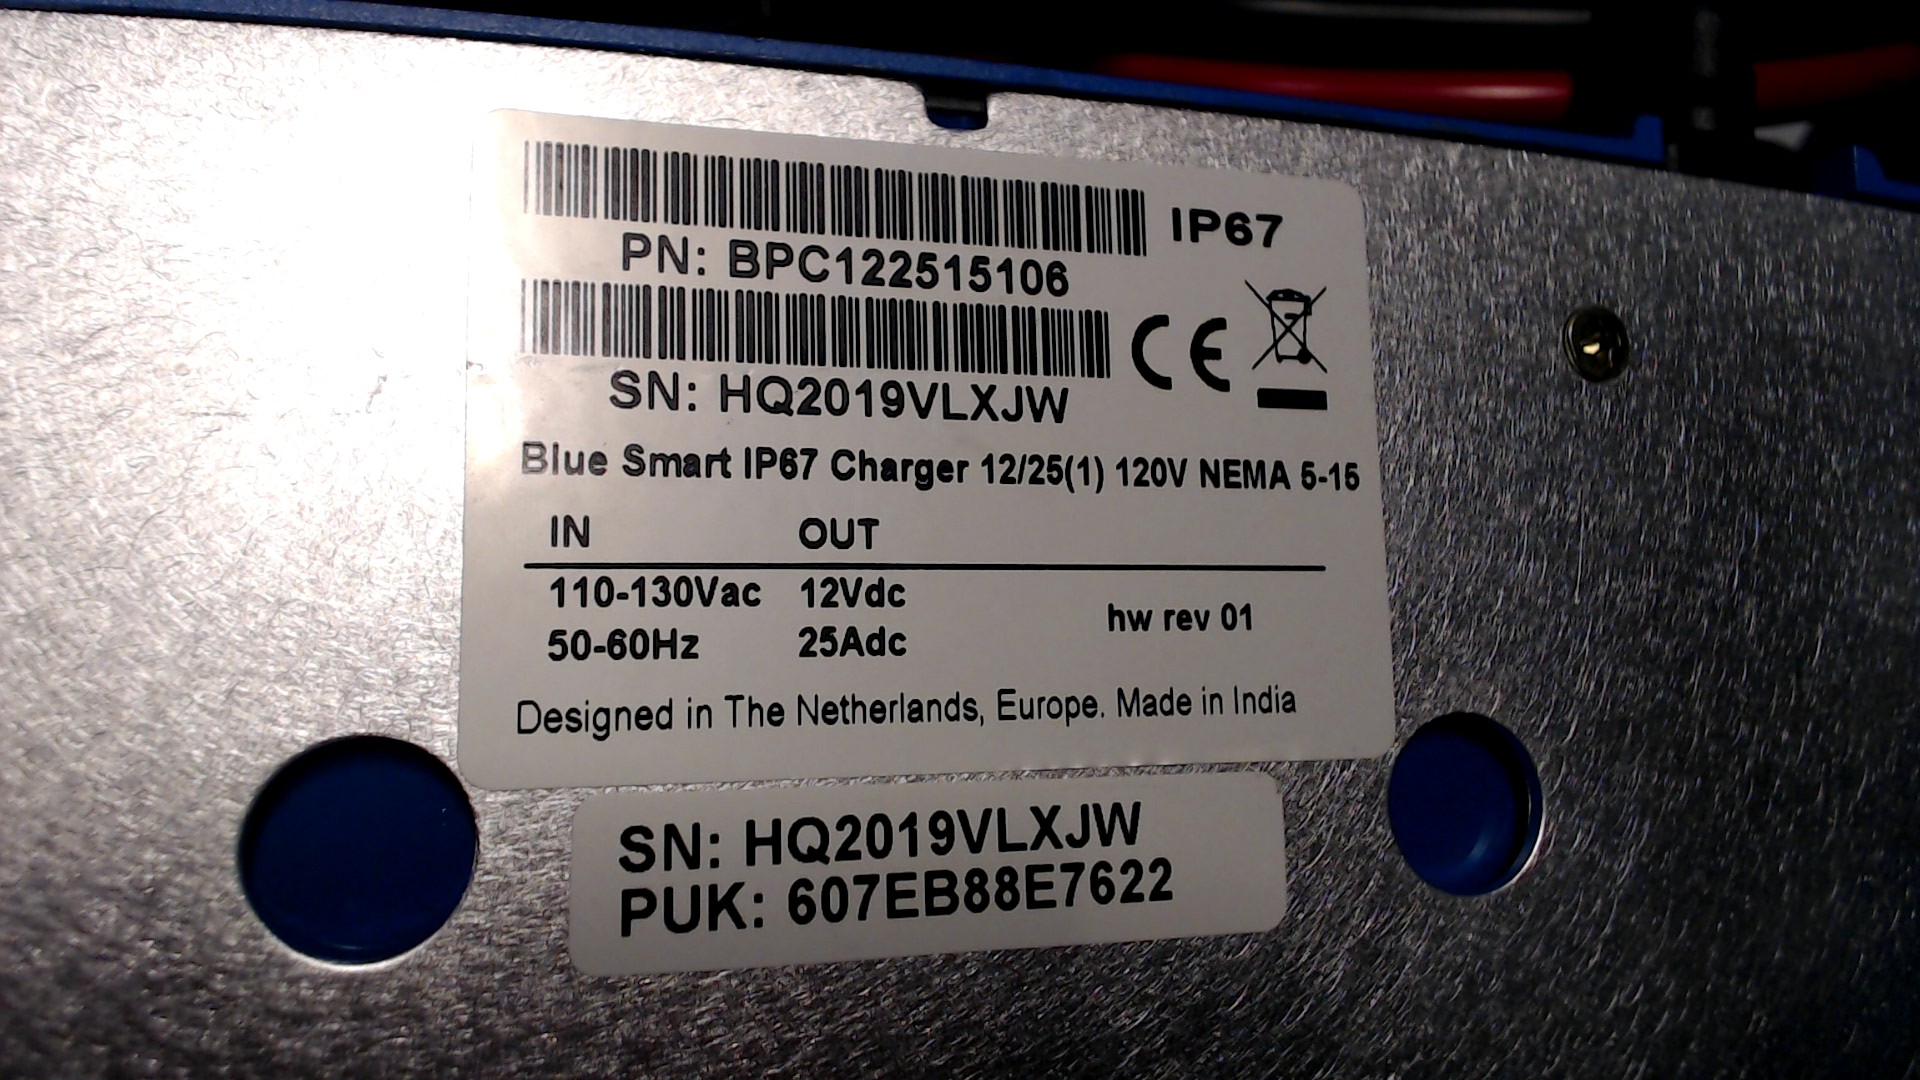 IP67
PN: BPC122515106
CE
SN: HQ2019VLXJW
Blue Smart IP67 Charger 12/25(1) 120V NEMA 5-15
IN OUT
110-130Vac 12Vdc
50-60Hz 25Adc
hw rev 01
Designed in The Netherlands, Europe. Made in India
SN: HQ2019VLXJW
PUK: 607EB88E7622